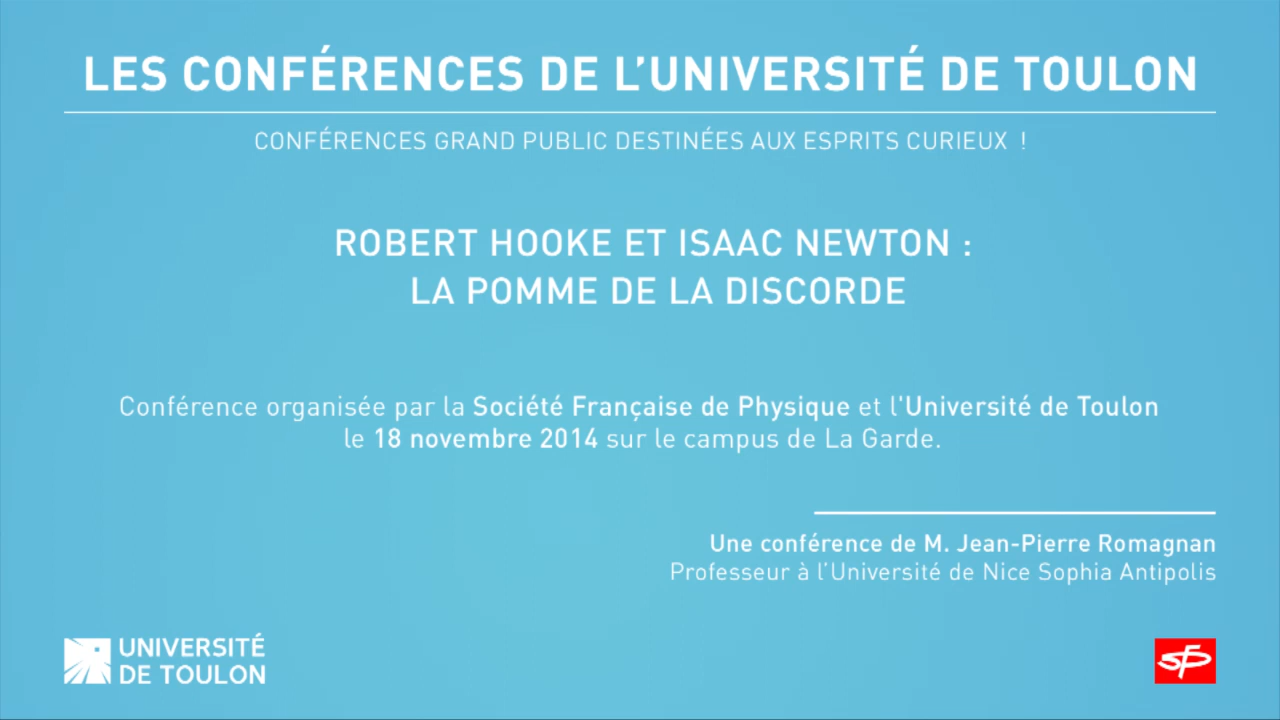 LES CONFÉRENCES DE L'UNIVERSITÉ DE TOULON
CONFÉRENCES GRAND PUBLIC DESTINÉES AUX ESPRITS CURIEUX !
ROBERT HOOKE ET ISAAC NEWTON :
LA POMME DE LA DISCORDE
Conférence organisée par la Société Française de Physique et l'Université de Toulon
le 18 novembre 2014 sur le campus de La Garde.
Une conférence de M. Jean-Pierre Romagnan
Professeur à l'Université de Nice Sophia Antipolis
UNIVERSITÉ
DE TOULON
sfp